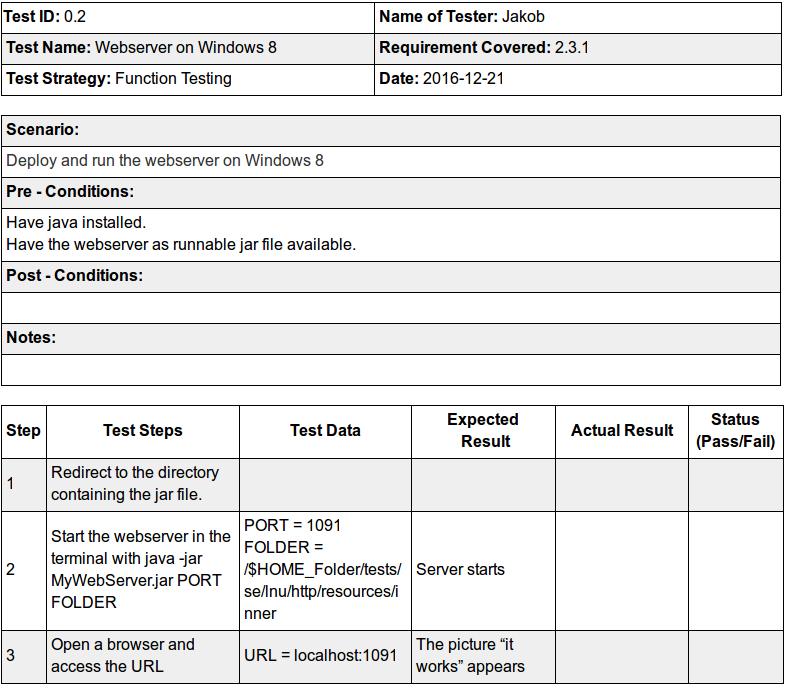 Test ID: 0.2
Name of Tester: Jakob
Test Name: Webserver on Windows 8
Requirement Covered: 2.3.1
Test Strategy: Function Testing
Date: 2016-12-21
Scenario:
Deploy and run the webserver on Windows 8
Pre - Conditions:
Have java installed.
Have the webserver as runnable jar file available.
Post - Conditions:
Notes:
Step
Test Steps
Test Data
Expected
Result
Actual Result
Status
(Pass/Fail)
1
Redirect to the directory
containing the jar file.
2
Start the webserver in the
terminal with java -jar
MyWebServer.jar PORT
FOLDER
PORT = 1091
FOLDER =
/$HOME_Folder/tests/
se/lnu/http/resources/i
nner
Server starts
3
Open a browser and
access the URL
URL = localhost:1091
The picture “it
works” appears